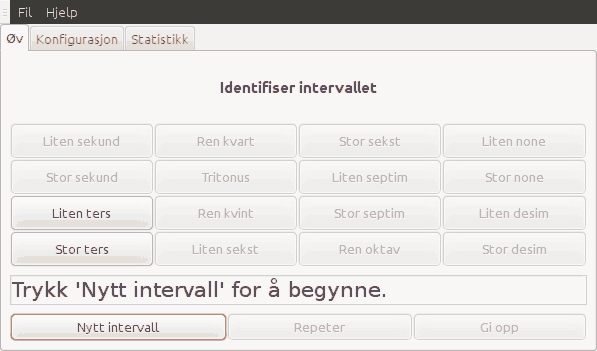 Fil Hjelp
Øv Konfigurasjon Statistikk
Identifiser intervallet
Liten sekund Ren kvart Stor sekst Liten none
Stor sekund Tritonus Liten septim Stor none
Liten ters Ren kvint Stor septim Liten desim
Stor ters Liten sekst Ren oktav Stor desim
Trykk 'Nytt intervall' for å begynne.
Nytt intervall Repeter Gi opp